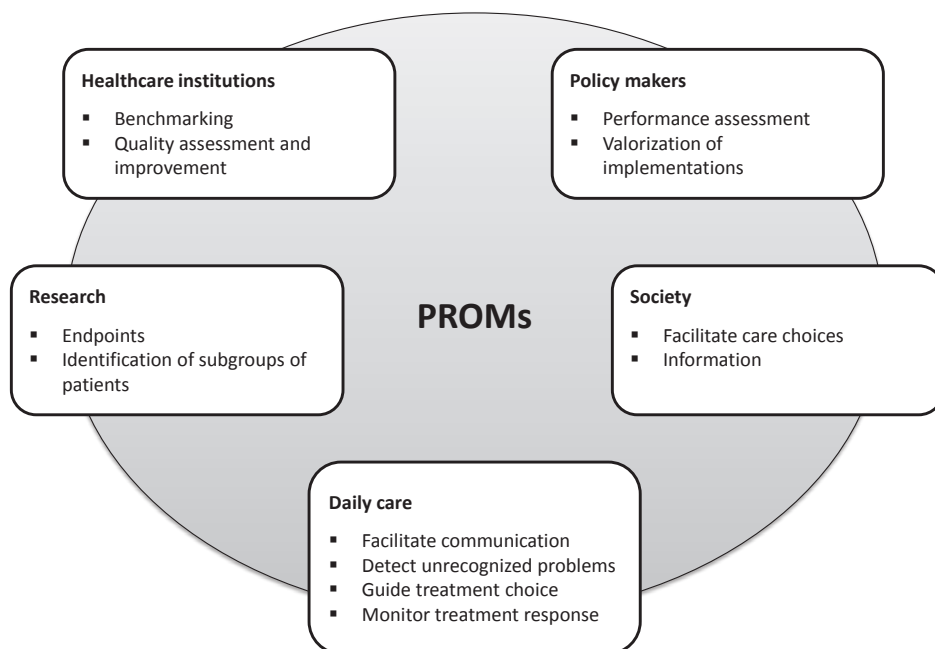 Healthcare institutions
▪ Benchmarking
▪ Quality assessment and
improvement
Policy makers
▪ Performance assessment
▪ Valorization of
implementations
Research
▪ Endpoints
▪ Identification of subgroups of
patients
PROMs
Society
▪ Facilitate care choices
▪ Information
Daily care
▪ Facilitate communication
▪ Detect unrecognized problems
▪ Guide treatment choice
▪ Monitor treatment response